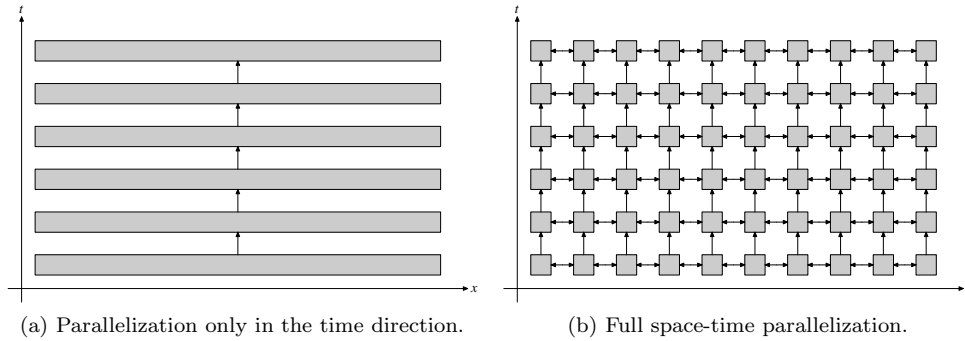 t
t
x
(a) Parallelization only in the time direction.
(b) Full space-time parallelization.